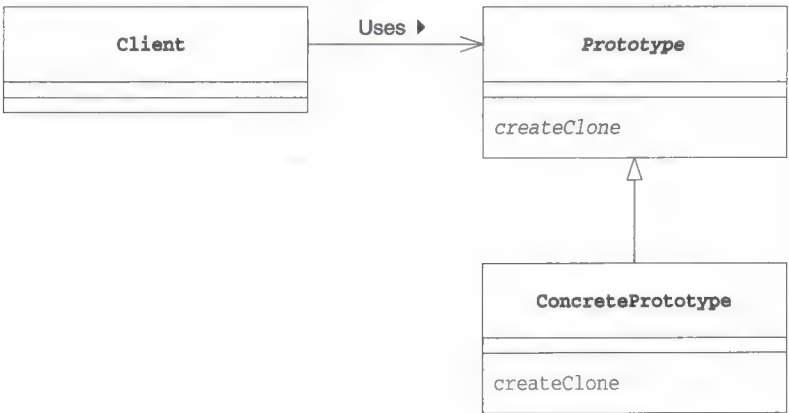 Client
Uses ▶
Prototype
createClone
ConcretePrototype
createClone